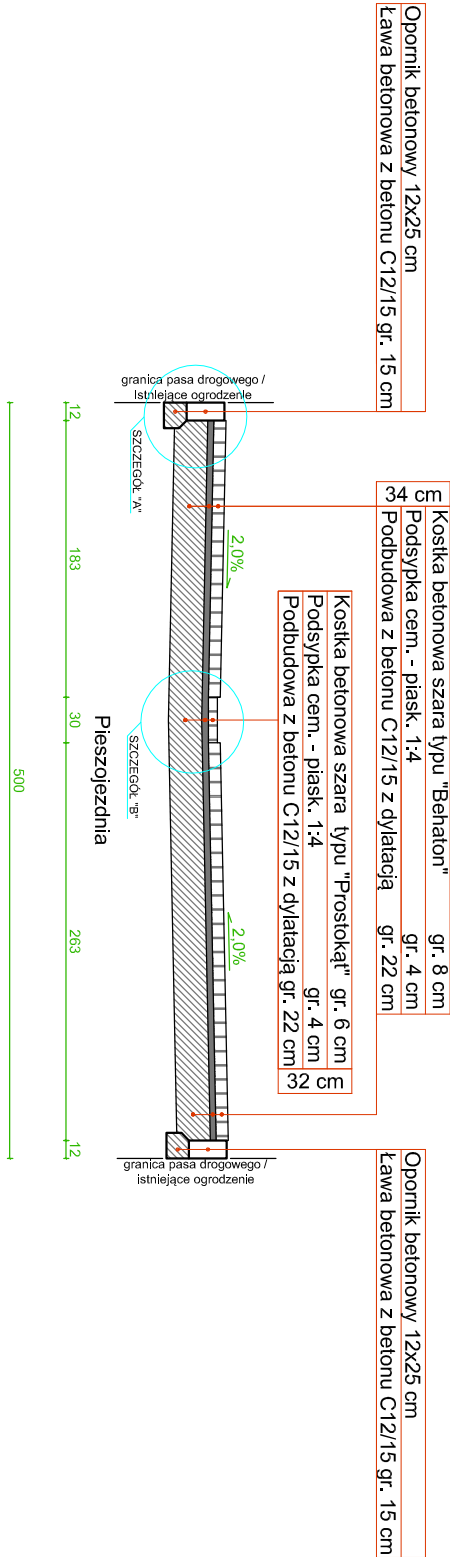 Opornik betonowy 12x25 cm
Ława betonowa z betonu C12/15 gr. 15 cm
34 cm
Kostka betonowa szara typu "Behaton" gr. 8 cm
Podsypka cem. - piask. 1:4 gr. 4 cm
Podbudowa z betonu C12/15 z dylatacją gr. 22 cm
Kostka betonowa szara typu "Prostokąt" gr. 6 cm
Podsypka cem. - piask. 1:4 gr. 4 cm
Podbudowa z betonu C12/15 z dylatacją gr. 22 cm
32 cm
Opornik betonowy 12x25 cm
Ława betonowa z betonu C12/15 gr. 15 cm
granica pasa drogowego /
Istniejące ogrodzenie
2,0%
2,0%
granica pasa drogowego /
istniejące ogrodzenie
SZCZEGÓŁ "A"
SZCZEGÓŁ "B"
Pieszojezdnia
12
183
30
263
12
500